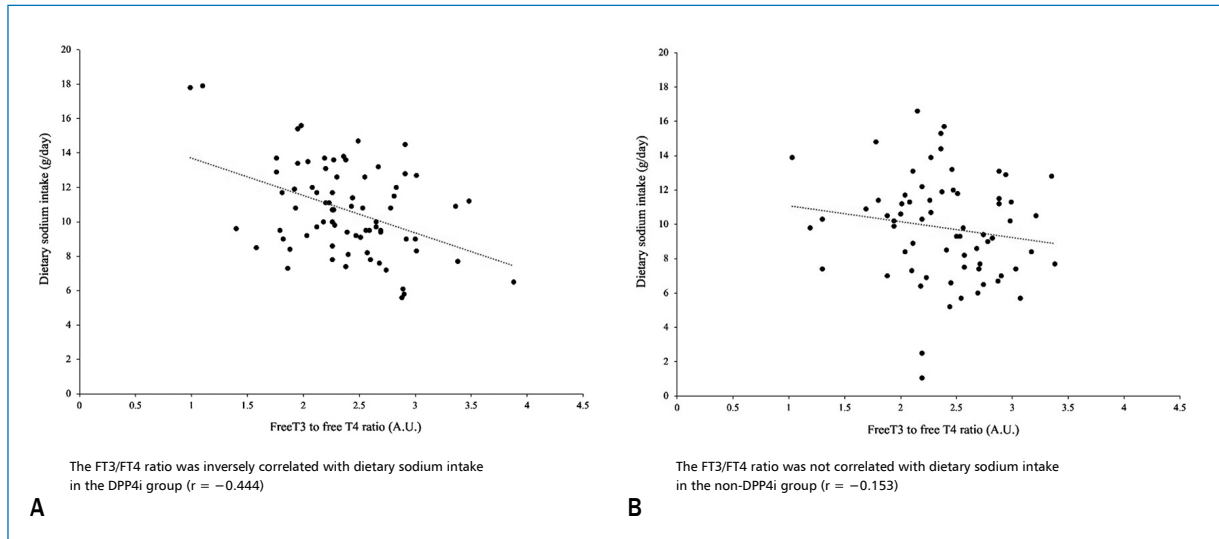 20
18
16
14
12
10
8
6
4
2
0
Dietary sodium intake (g/day)
0 0.5 1 1.5 2 2.5 3 3.5 4 4.5
FreeT3 to free T4 ratio (A.U.)
The FT3/FT4 ratio was inversely correlated with dietary sodium intake
in the DPP4i group (r = −0.444)
A
20
18
16
14
12
10
8
6
4
2
0
Dietary sodium intake (g/day)
0 0.5 1 1.5 2 2.5 3 3.5 4 4.5
FreeT3 to free T4 ratio (A.U.)
The FT3/FT4 ratio was not correlated with dietary sodium intake
in the non-DPP4i group (r = −0.153)
B